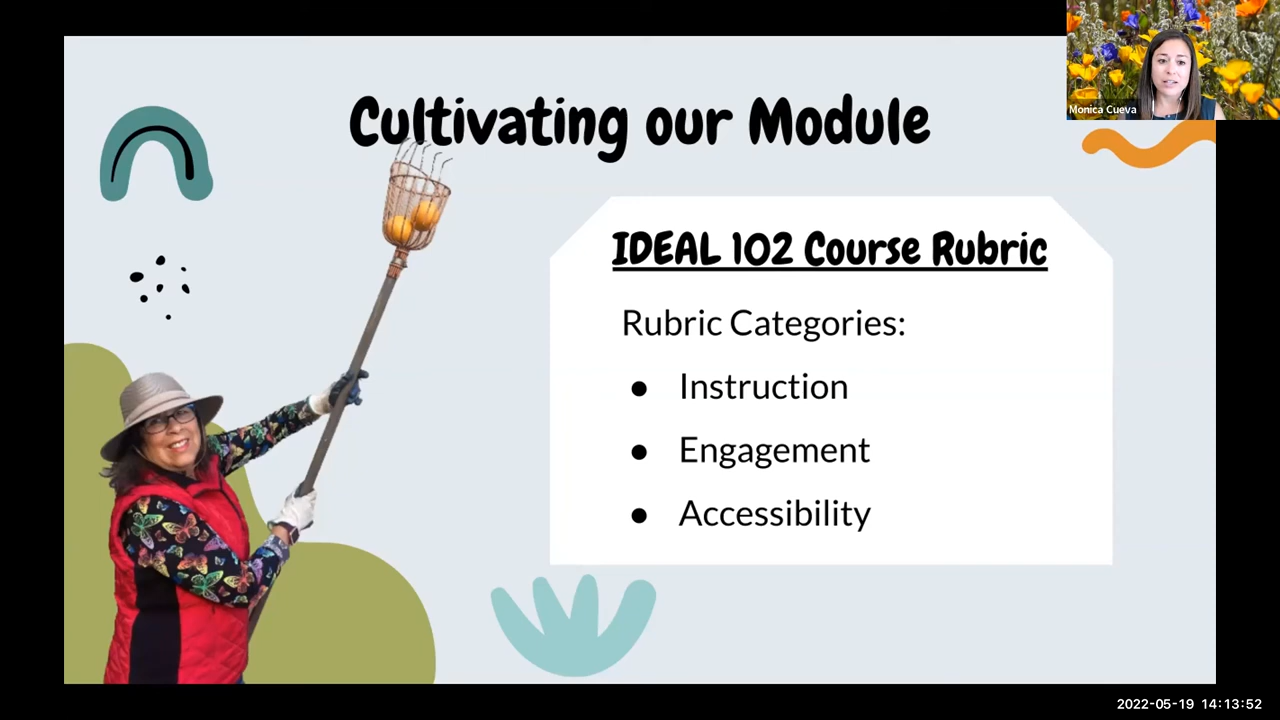 Monica Cueva
Cultivating our Module
IDEAL 102 Course Rubric
Rubric Categories:
● Instruction
● Engagement
● Accessibility
2022-05-19 14:13:52